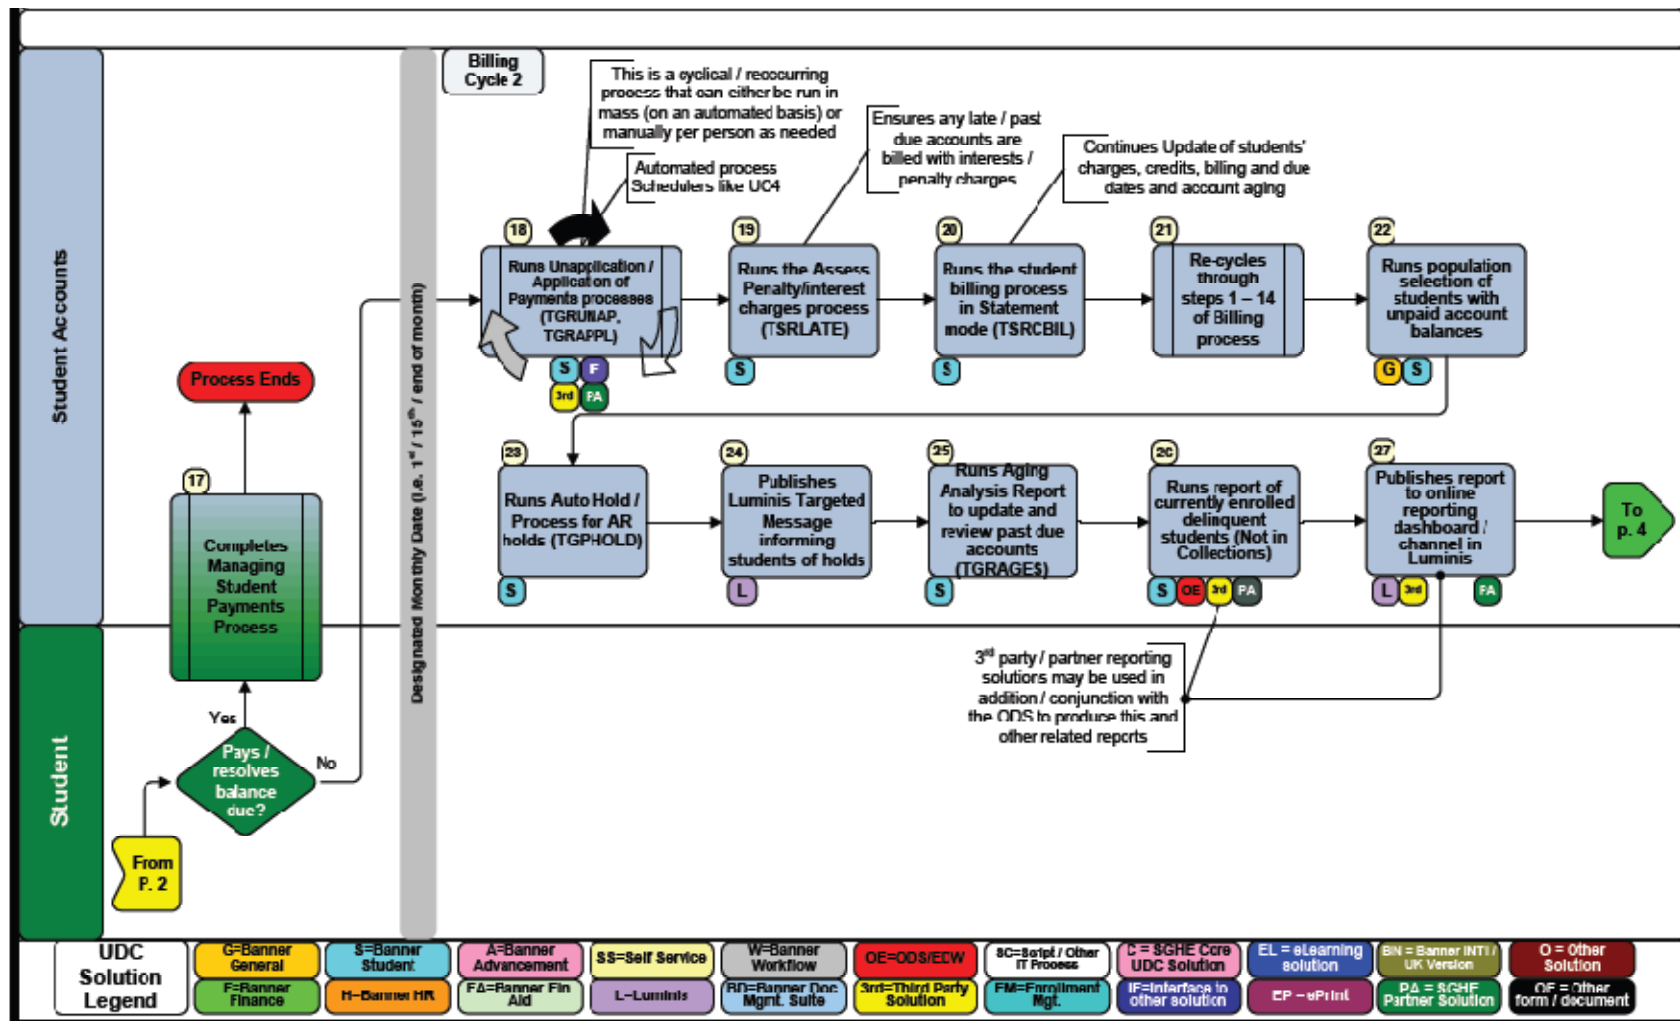 Billing
Cycle 2
This is a cyclical / reoccurring
process that can either be run in
mass (on an automated basis) or
manually per person as needed
Automated process
Schedulers like UC4
Ensures any late / past
due accounts are
billed with interests /
penalty charges
Continues Update of students'
charges, credits, billing and due
dates and account aging
Student Accounts
Designated Monthly Date (i.e. 1st / 15th / end of month)
18
Runs Unapplication /
Application of
Payments processes
(TGRUNAP,
TGRAPPL)
S F
3rd PA
19
Runs the Assess
Penalty/interest
charges process
(TSRLATE)
S
20
Runs the student
billing process
in Statement
mode (TSRCBIL)
S
21
Re-cycles
through
steps 1 – 14
of Billing
process
22
Runs population
selection of
students with
unpaid account
balances
G S
Process Ends
17
Completes
Managing
Student
Payments
Process
23
Runs Auto Hold /
Process for AR
holds (TGPHOLD)
S
24
Publishes
Luminis Targeted
Message
informing
students of holds
L
25
Runs Aging
Analysis Report
to update and
review past due
accounts
(TGRAGES)
S
26
Runs report of
currently enrolled
delinquent
students (Not in
Collections)
S OE 3rd PA
27
Publishes report
to online
reporting
dashboard /
channel in
Luminis
L 3rd PA
To
p. 4
3rd party / partner reporting
solutions may be used in
addition / conjunction with
the ODS to produce this and
other related reports
Student
Yes
Pays /
resolves
balance
due?
No
From
P. 2
UDC
Solution
Legend
G=Banner
General
S=Banner
Student
A=Banner
Advancement
SS=Self Service
W=Banner
Workflow
OE=ODS/EDW
SC=Script / Other
IT Process
C = SGHE Core
UDC Solution
EL = eLearning
solution
BIN = Banner INTL /
UK Version
O = Other
Solution
F=Banner
Finance
H=Banner HR
FA=Banner Fin
Aid
L=Luminis
BD=Banner Doc
Mgmt. Suite
3rd=Third Party
Solution
EM=Enrollment
Mgt.
IF=Interface to
other solution
EP =ePrint
PA = SGHE
Partner Solution
OF = Other
form / document